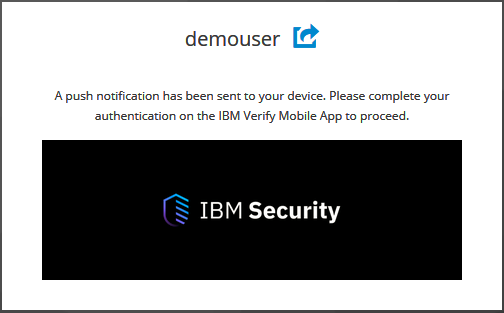 demouser
A push notification has been sent to your device. Please complete your
authentication on the IBM Verify Mobile App to proceed.
IBM Security